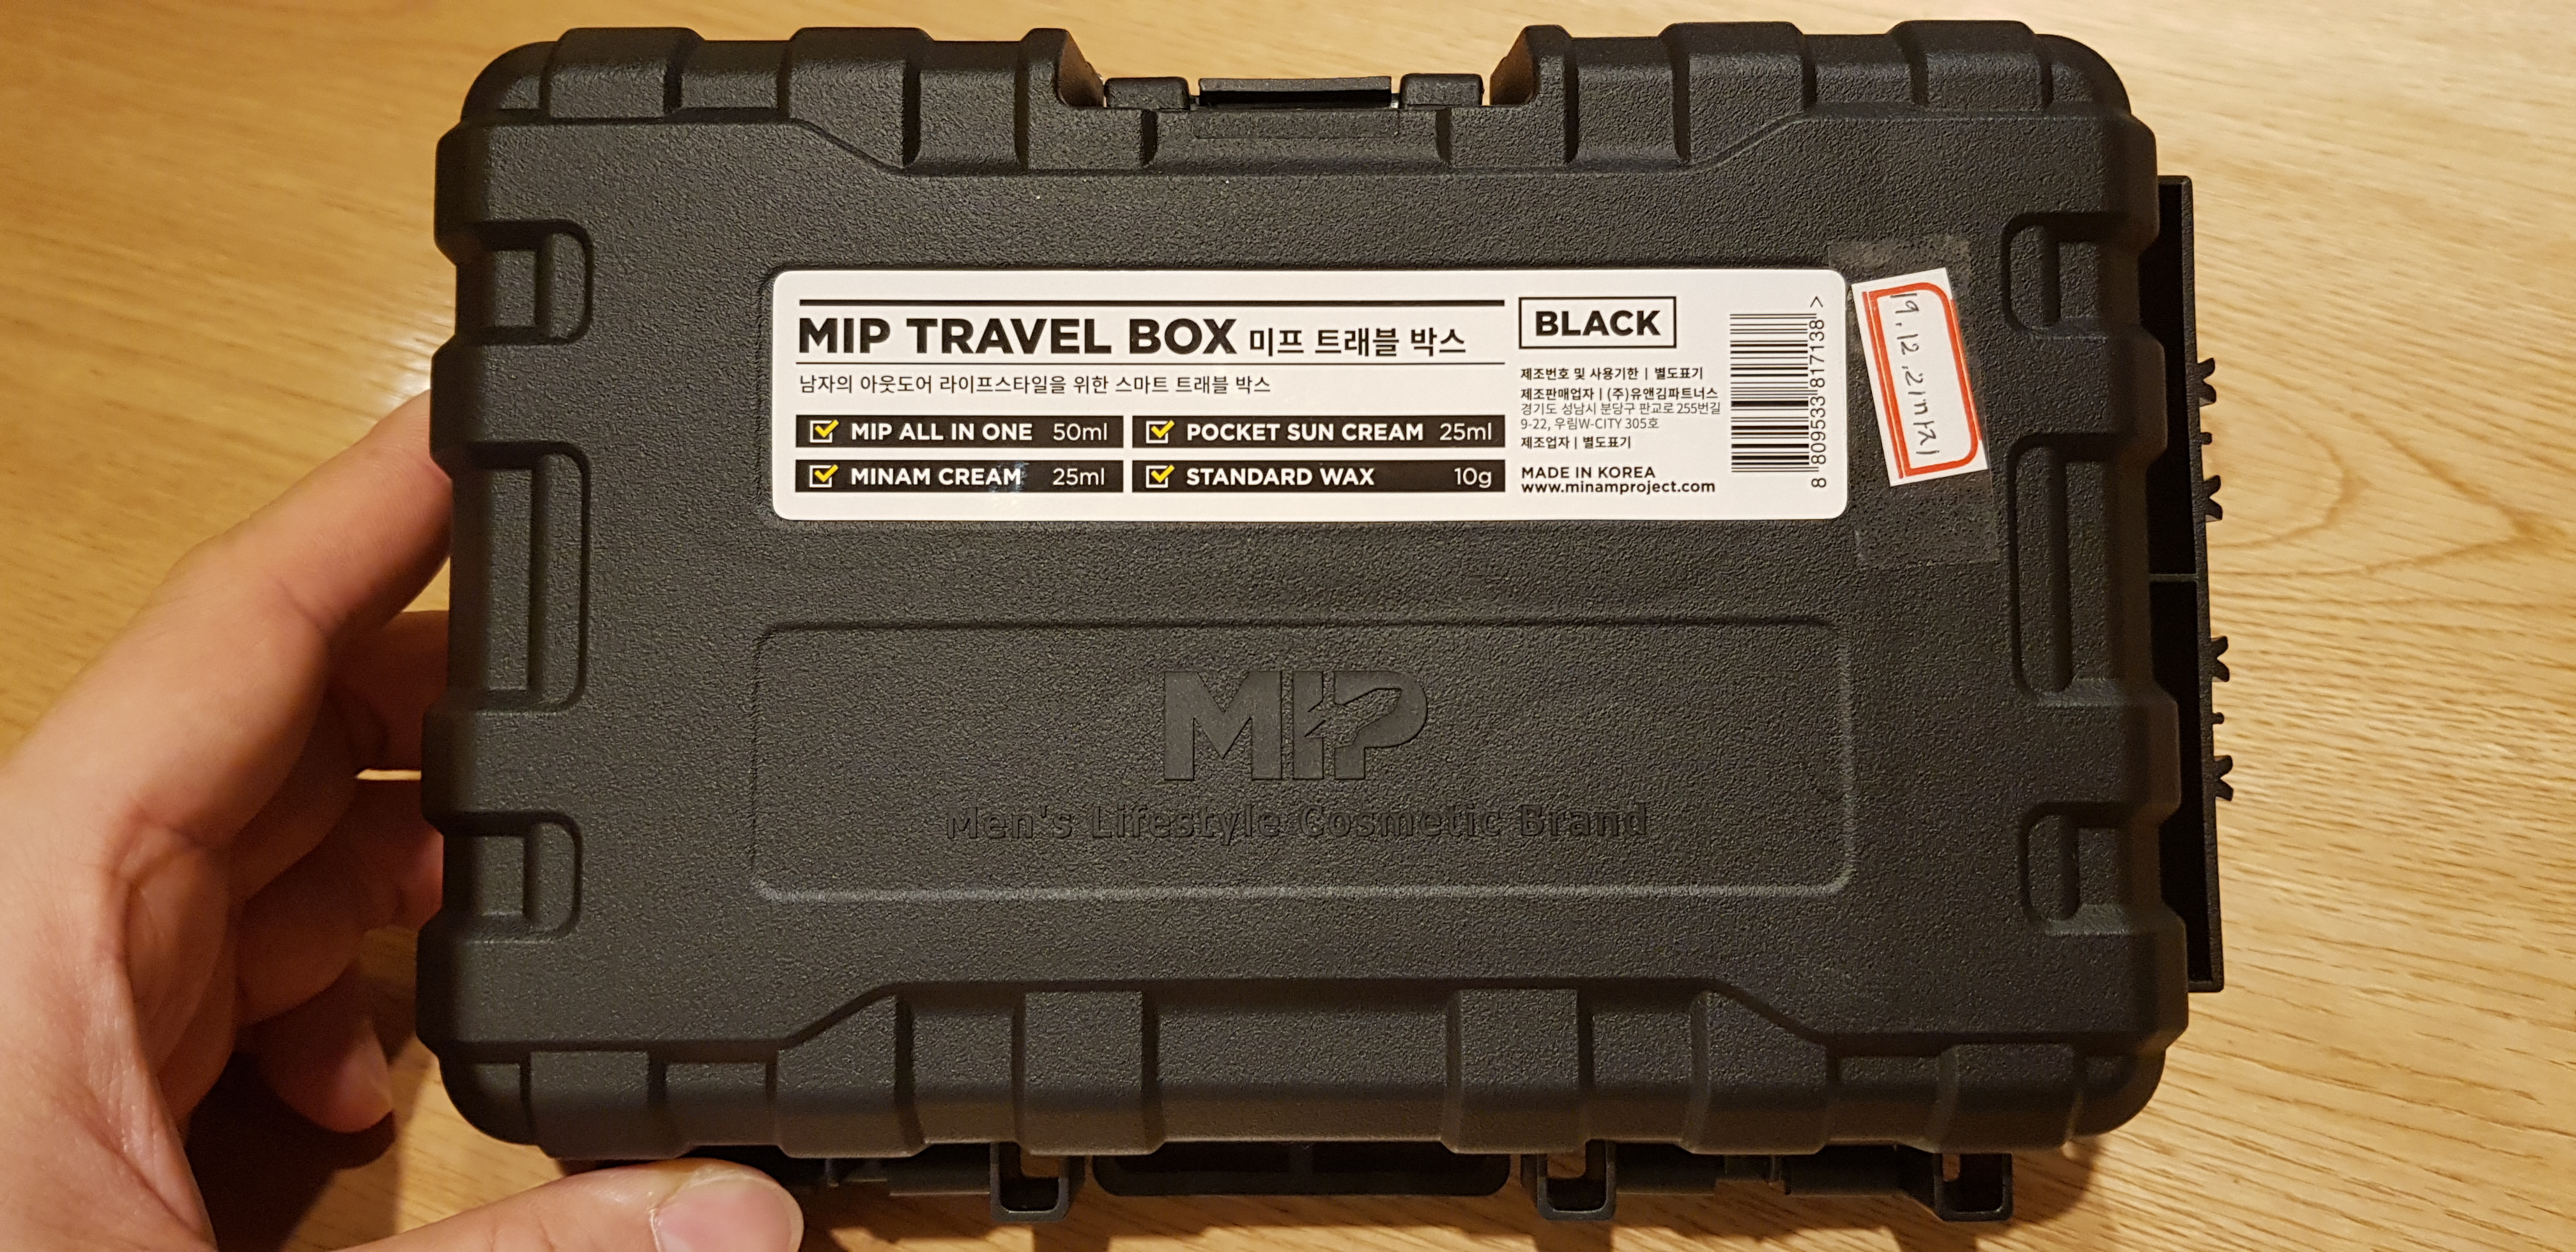 MIP TRAVEL BOX 미프 트래블 박스
남자의 아웃도어 라이프스타일을 위한 스마트 트래블 박스
MIP ALL IN ONE 50ml
POCKET SUN CREAM 25ml
MINAM CREAM 25ml
STANDARD WAX 10g
BLACK
제조번호 및 사용기한 | 별도표기
제조판매업자 | (주)유앤김파트너스
경기도 성남시 분당구 판교로 255번길
9-22, 우림W-CITY 305호
제조업자 | 별도표기
MADE IN KOREA
www.minamproject.com
8 809533 817138 >
19.12.21까지
MIP
Men's Lifestyle Cosmetic Brand